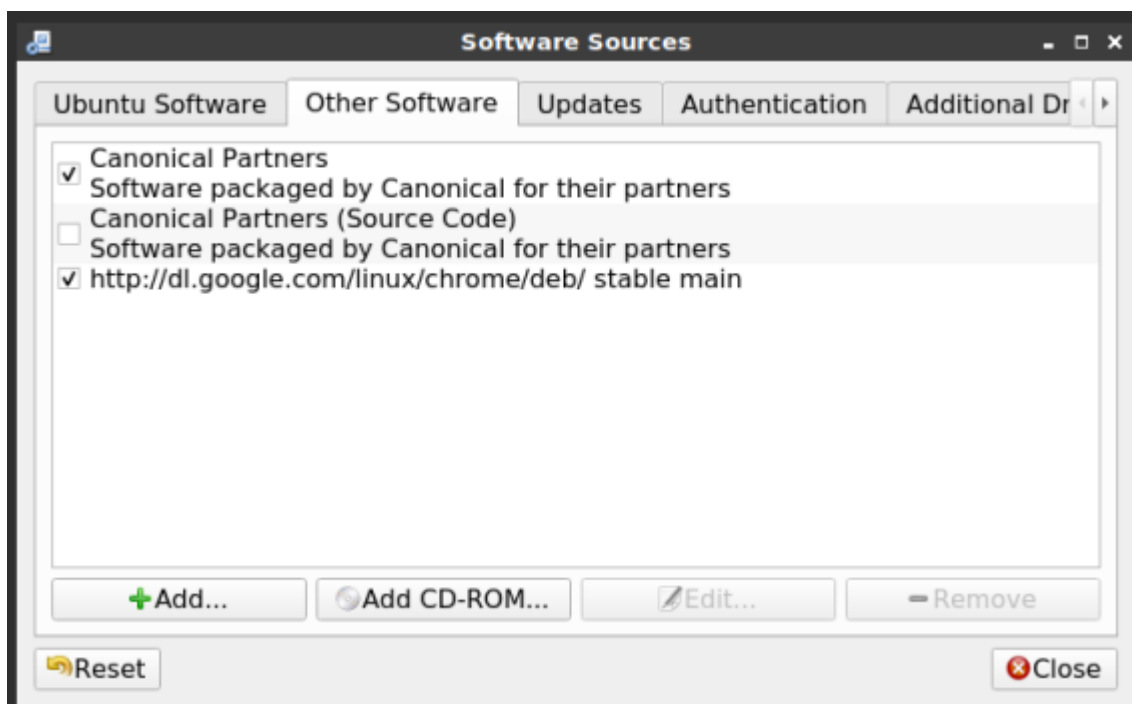 Software Sources
Ubuntu Software Other Software Updates Authentication Additional Dr
Canonical Partners
Software packaged by Canonical for their partners
Canonical Partners (Source Code)
Software packaged by Canonical for their partners
http://dl.google.com/linux/chrome/deb/ stable main
Add... Add CD-ROM... Edit... Remove
Reset Close